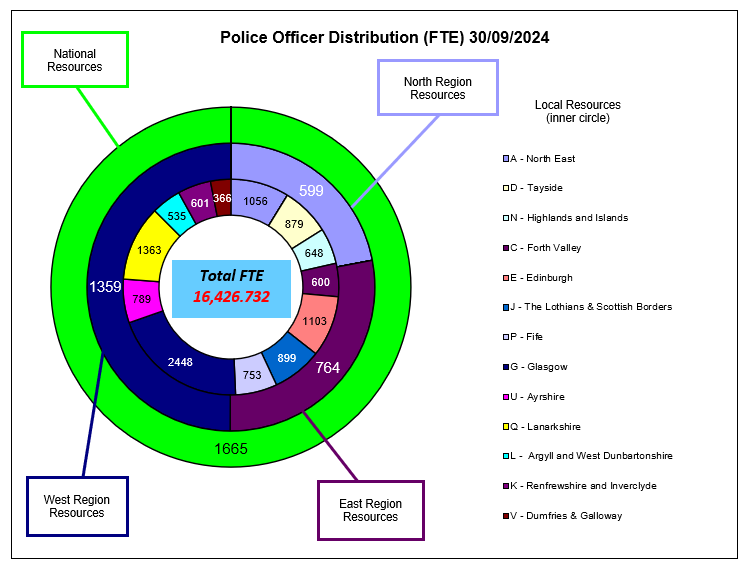 Police Officer Distribution (FTE) 30/09/2024
National
Resources
North Region
Resources
Local Resources
(inner circle)
A - North East
D - Tayside
N - Highlands and Islands
C - Forth Valley
E - Edinburgh
J - The Lothians & Scottish Borders
P - Fife
G - Glasgow
U - Ayrshire
Q - Lanarkshire
L - Argyll and West Dunbartonshire
K - Renfrewshire and Inverclyde
V - Dumfries & Galloway
599
366
1056
601
535
879
1363
648
Total FTE
16,426.732
600
1359
789
1103
2448
899
764
753
1665
West Region
Resources
East Region
Resources